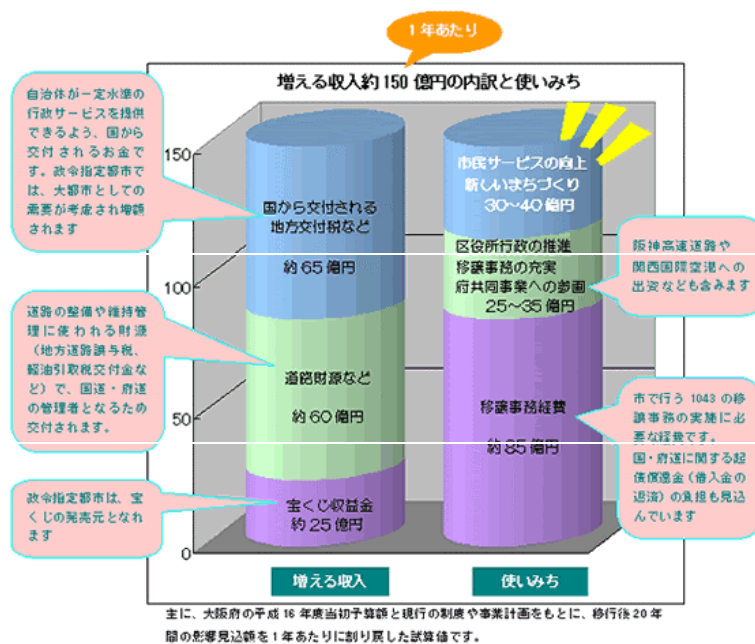 1年あたり
増える収入約150億円の内訳と使いみち
自治体が一定水準の
行政サービスを提供
できるよう、国から
交付されるお金で
す。政令指定都市で
は、大都市としての
需要が考慮され増額
されます
道路の整備や維持管
理に使われる財源
(地方道路譲与税、
軽油引取税交付金な
ど)で、国道・府道
の管理者となるため
交付されます。
政令指定都市は、宝
くじの発売元となれ
ます
150
100
50
0
国から交付される
地方交付税など
約65億円
道路財源など
約60億円
宝くじ収益金
約25億円
市民サービスの向上
新しいまちづくり
30～40億円
区役所行政の推進
移譲事務の充実
府共同事業への参画
25～35億円
移譲事務経費
約85億円
阪神高速道路や
関西国際空港への
出資なども含みます
市で行う1043の移
譲事務の実施に必
要な経費です。
国・府道に関する起
債償還金(借入金の
返済)の負担も見込
んでいます
増える収入
使いみち
主に、大阪府の平成16年度当初予算額と現行の制度や事業計画をもとに、移行後20年
間の影響見込額を1年あたりに割り戻した試算値です。